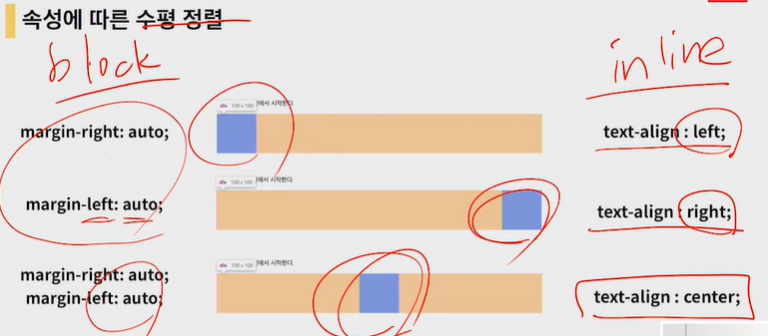 속성에 따른 수평 정렬
block
inline
div 100 × 100 에서 시작한다.
margin-right: auto;
text-align : left;
div 100 × 100 에서 시작한다.
margin-left: auto;
text-align : right;
div 100 × 100 에서 시작한다.
margin-right: auto;
margin-left: auto;
text-align : center;